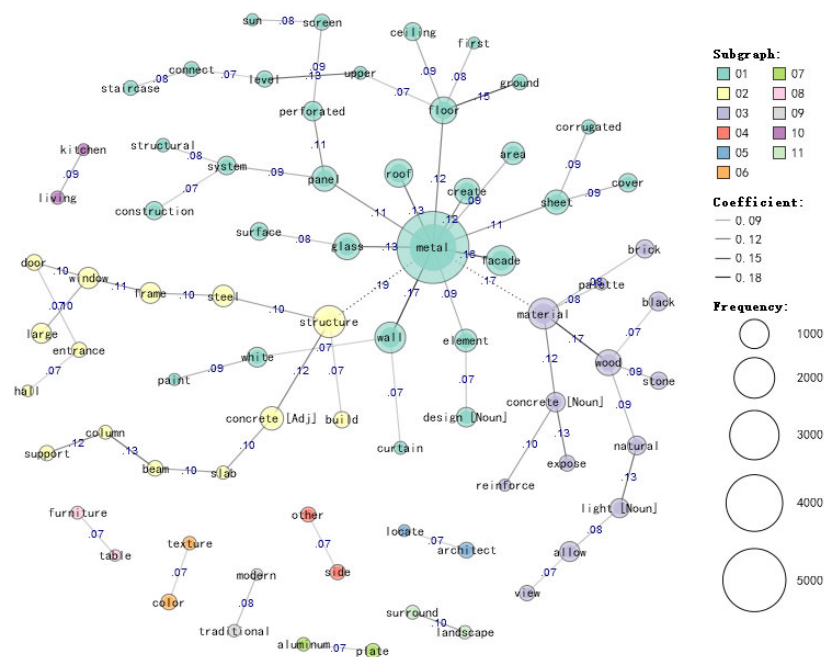 sun .08 screen
ceiling
first
.09
.09 .08
staircase .08 connect .07 level .13 upper .07 floor .15 ground
perforated
corrugated
kitchen
.09
living
structural
.08
system
.07
construction
.09
panel
.11
.11
roof
.13
.12
create
.12
.09
area
.09
sheet
.09
cover
.11
surface .08 glass .13 metal
.16
facade
.17
brick
.08
palette
.08
black
.07
material
.17
wood
.09
stone
door .10 window .11 frame .10 steel .10 structure
.19
.07 .10
large
entrance
.07
hall
.17
wall
.09
element
.07
design [Noun]
.07
white
.09
paint
.07
curtain
.12
concrete [Adj]
.07
build
column
.12
support
.13
beam .10 slab
.10
.12
concrete [Noun]
.10
reinforce
.13
expose
.09
natural
.13
light [Noun]
.08
allow
.07
view
furniture
.07
table
texture
.07
color
other
.07
side
locate
.07
architect
modern
.08
traditional
surround
.10
landscape
aluminum .07 plate
Subgraph:
01 07
02 08
03 09
04 10
05 11
06
Coefficient:
0.09
0.12
0.15
0.18
Frequency:
1000
2000
3000
4000
5000